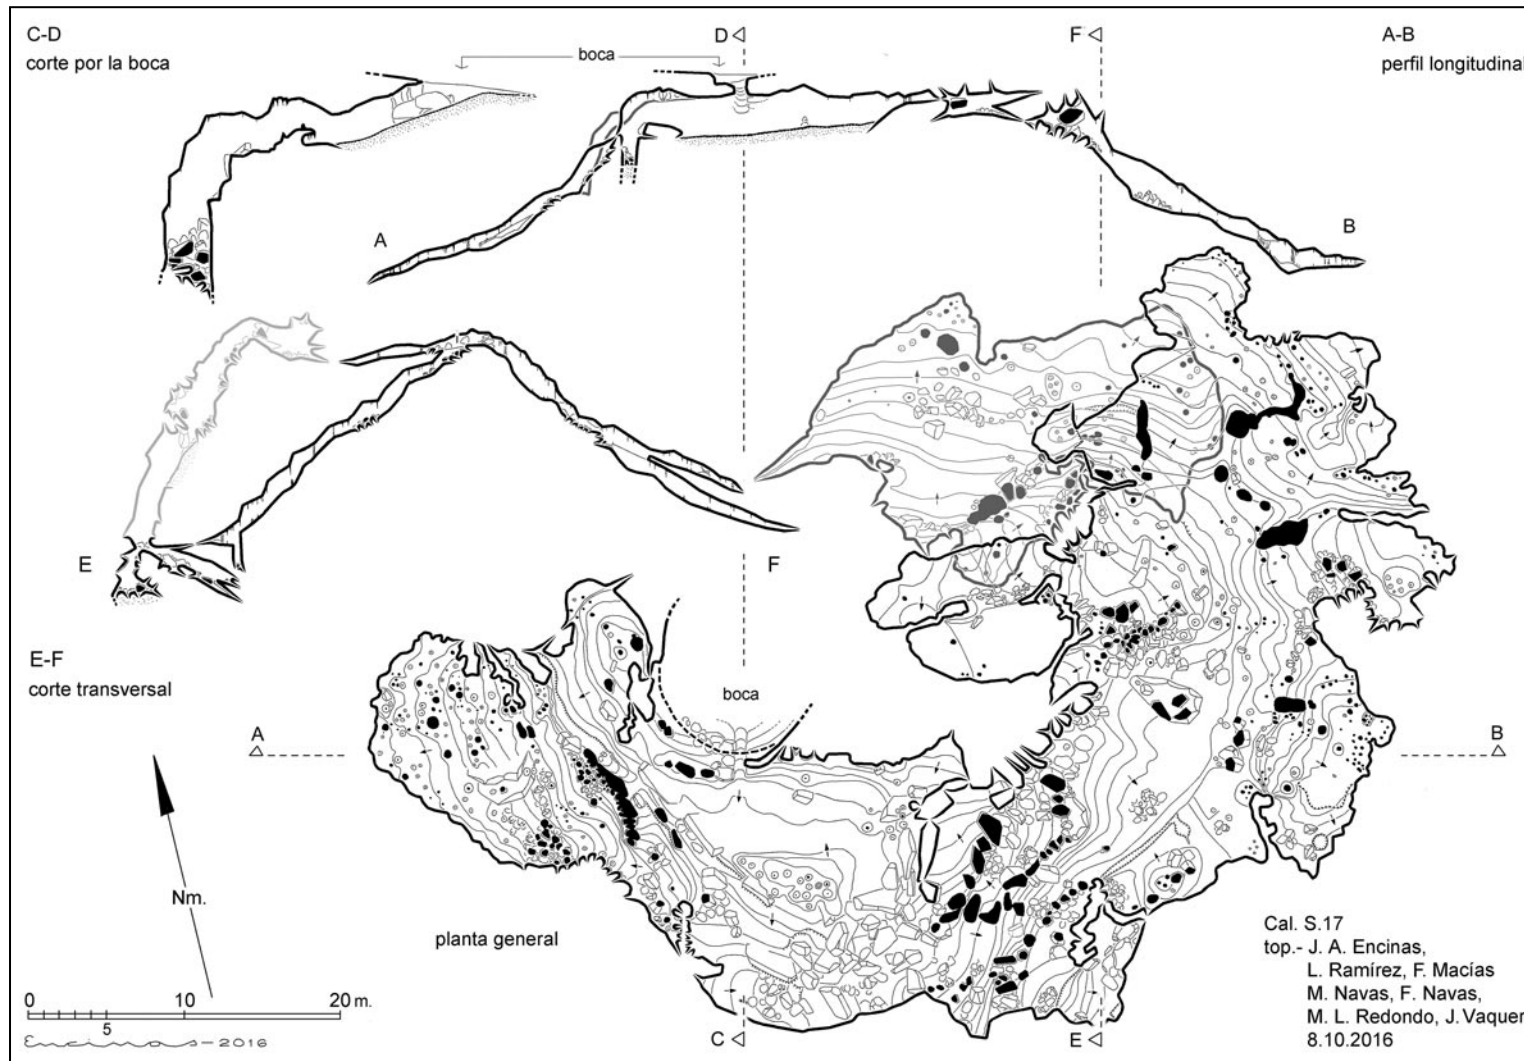 C-D
corte por la boca
boca
D
F
A-B
perfil longitudinal
A
B
E
F
E-F
corte transversal
boca
A
B
Nm.
planta general
0 10 20 m.
5
Encinas-2016
C
E
Cal. S.17
top.- J. A. Encinas,
L. Ramírez, F. Macías
M. Navas, F. Navas,
M. L. Redondo, J. Vaquer
8.10.2016